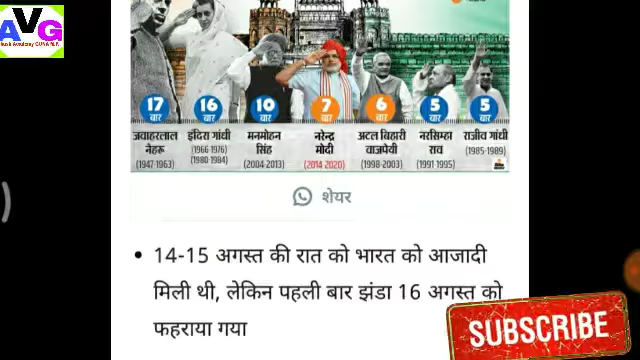 AVG
17 16 10 7 6 5 5
बार बार बार बार बार बार बार
जवाहरलाल नेहरू (1947-1963)
इंदिरा गांधी (1966-1976) (1980-1984)
मनमोहन सिंह (2004-2013)
नरेन्द्र मोदी (2014-2020)
अटल बिहारी वाजपेयी (1998-2003)
नरसिम्हा राव (1991-1995)
राजीव गांधी (1985-1989)
शेयर
• 14-15 अगस्त की रात को भारत को आजादी
मिली थी, लेकिन पहली बार झंडा 16 अगस्त को
फहराया गया
SUBSCRIBE